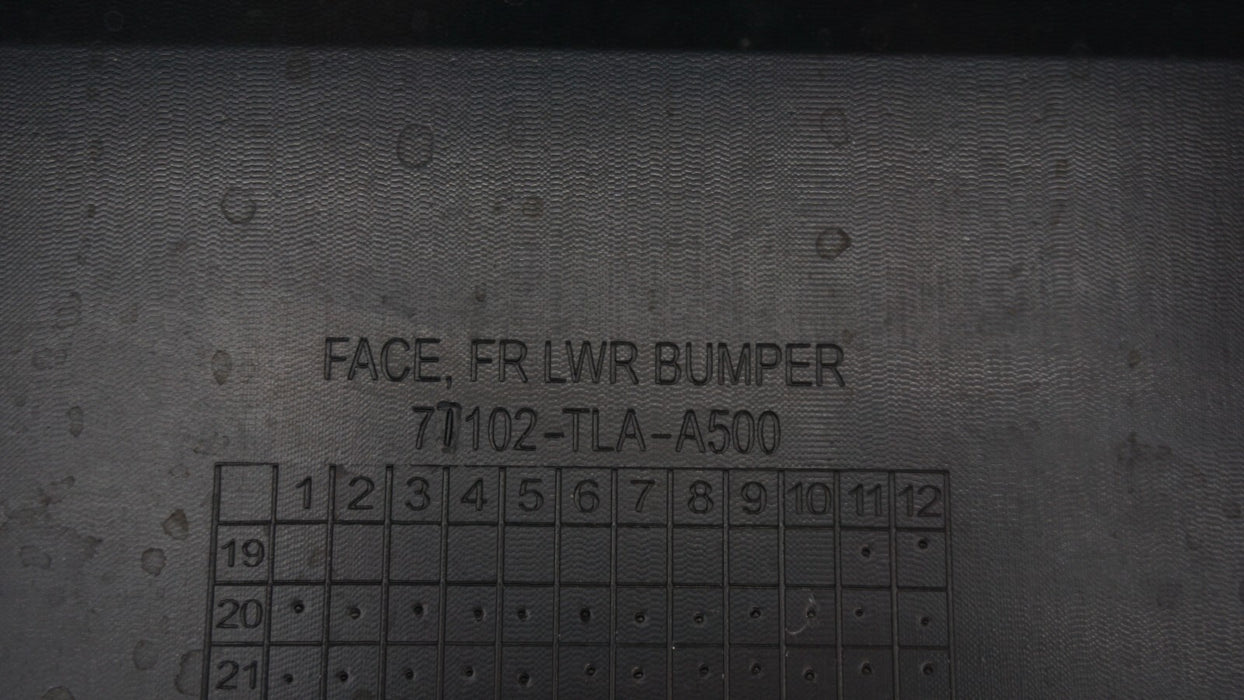 FACE, FR LWR BUMPER
71102-TLA-A500
1 2 3 4 5 6 7 8 9 10 11 12
19
20
21